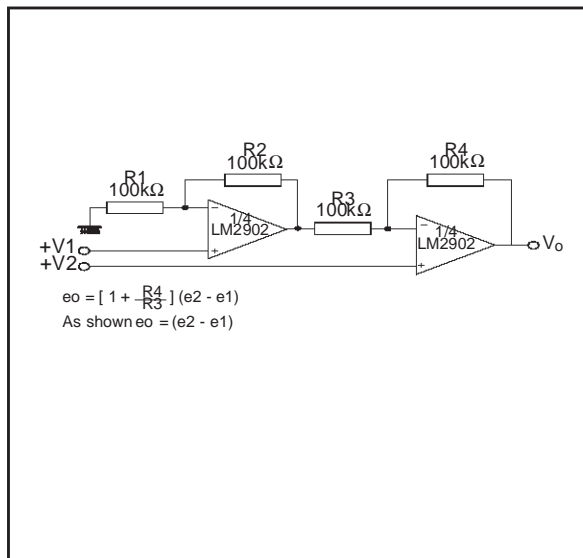 R1
100kΩ
R2
100kΩ
R3
100kΩ
R4
100kΩ
1/4
LM2902
1/4
LM2902
+V1
+V2
Vo
eo = [ 1 + R4/R3 ] (e2 - e1)
As shown eo = (e2 - e1)